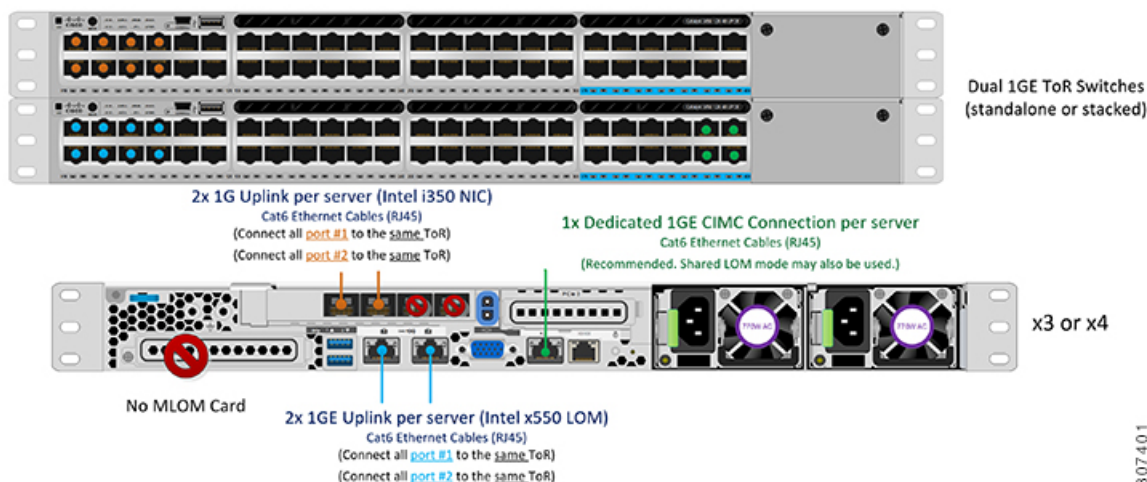 Dual 1GE ToR Switches
(standalone or stacked)
2x 1G Uplink per server (Intel i350 NIC)
Cat6 Ethernet Cables (RJ45)
(Connect all port #1 to the same ToR)
(Connect all port #2 to the same ToR)
1x Dedicated 1GE CIMC Connection per server
Cat6 Ethernet Cables (RJ45)
(Recommended. Shared LOM mode may also be used.)
770W AC
770W AC
x3 or x4
No MLOM Card
2x 1GE Uplink per server (Intel x550 LOM)
Cat6 Ethernet Cables (RJ45)
(Connect all port #1 to the same ToR)
(Connect all port #2 to the same ToR)